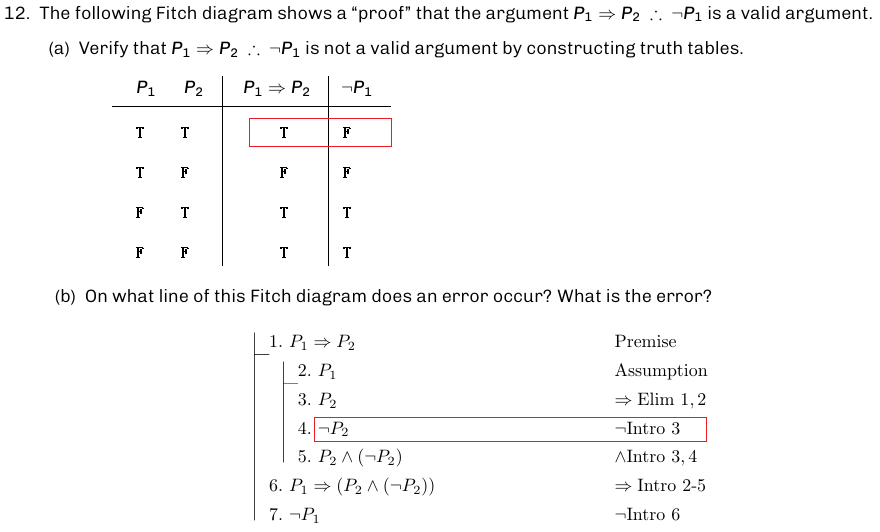 12. The following Fitch diagram shows a “proof” that the argument P₁ ⇒ P₂ ∴ ¬P₁ is a valid argument.
(a) Verify that P₁ ⇒ P₂ ∴ ¬P₁ is not a valid argument by constructing truth tables.
P₁ P₂ P₁ ⇒ P₂ ¬P₁
T T T F
T F F F
F T T T
F F T T
(b) On what line of this Fitch diagram does an error occur? What is the error?
1. P₁ ⇒ P₂ Premise
2. P₁ Assumption
3. P₂ ⇒ Elim 1, 2
4. ¬P₂ ¬Intro 3
5. P₂ ∧ (¬P₂) ∧Intro 3, 4
6. P₁ ⇒ (P₂ ∧ (¬P₂)) ⇒ Intro 2-5
7. ¬P₁ ¬Intro 6